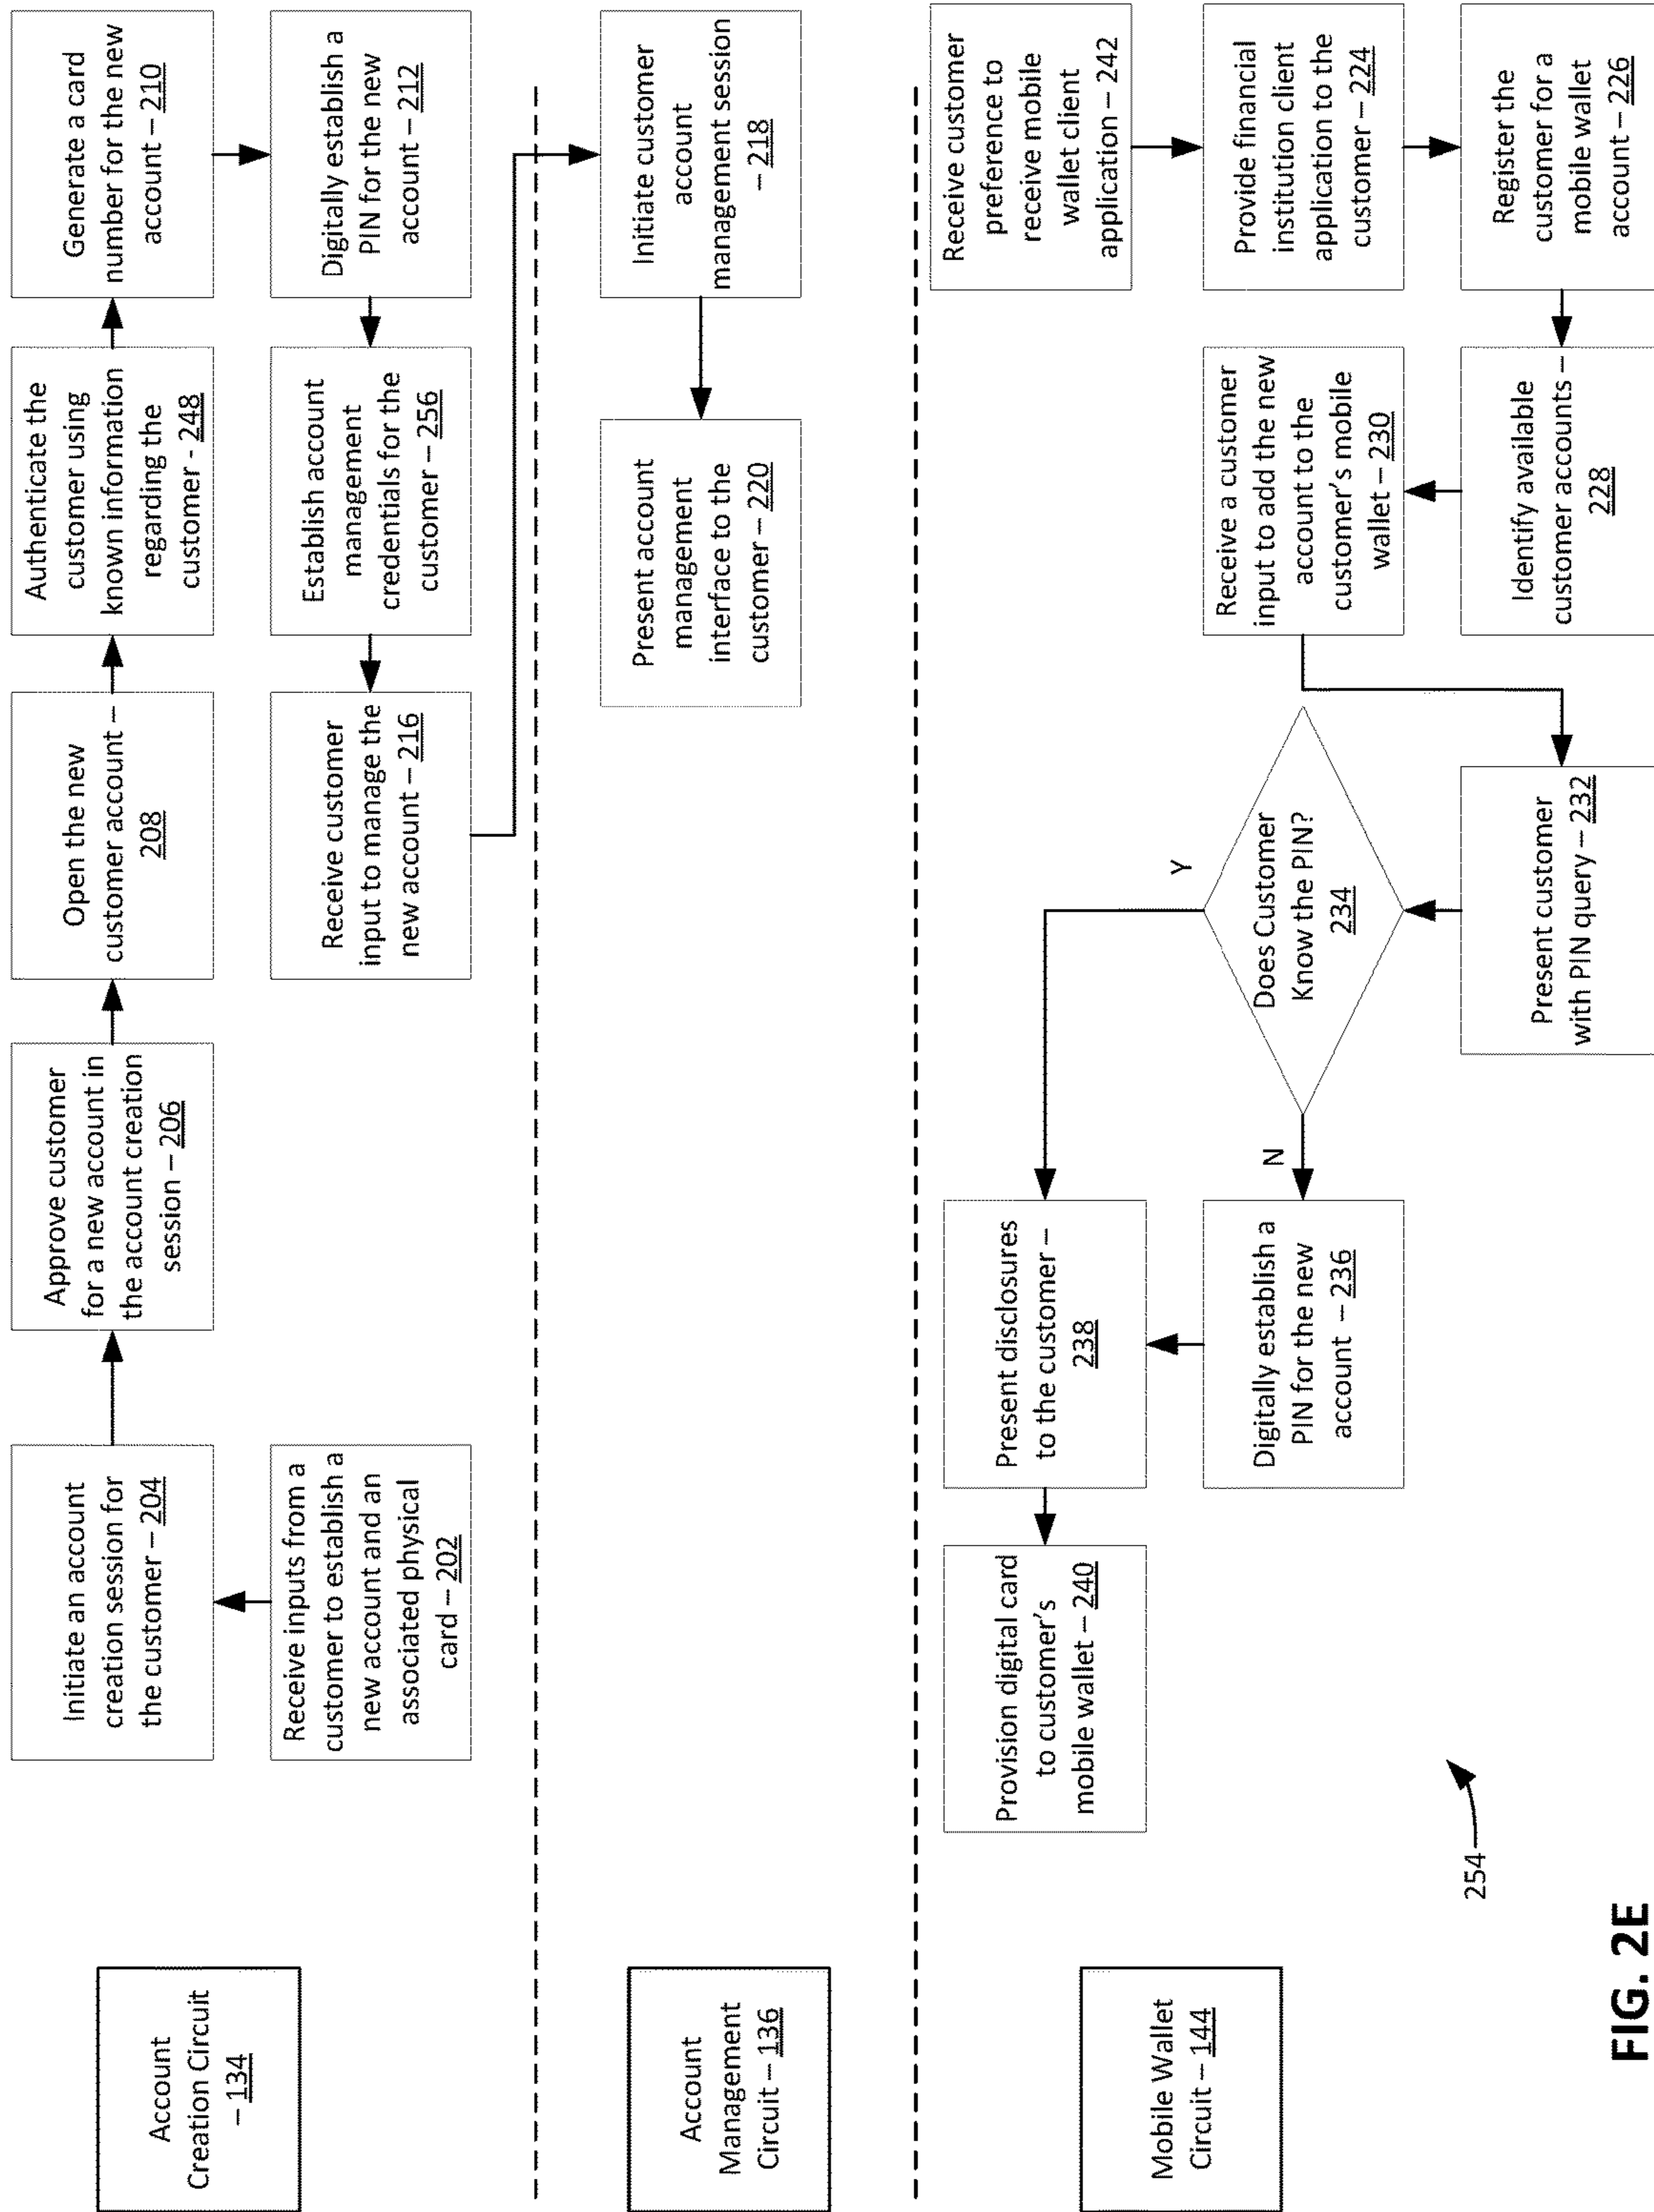 Account
Creation Circuit
– 134
Initiate an account
creation session for
the customer – 204
Receive inputs from a
customer to establish a
new account and an
associated physical
card – 202
Approve customer
for a new account in
the account creation
session – 206
Open the new
customer account –
208
Authenticate the
customer using
known information
regarding the
customer - 248
Generate a card
number for the new
account – 210
Receive customer
input to manage the
new account – 216
Establish account
management
credentials for the
customer – 256
Digitally establish a
PIN for the new
account – 212
Account
Management
Circuit – 136
Present account
management
interface to the
customer – 220
Initiate customer
account
management session
– 218
Mobile Wallet
Circuit – 144
Provision digital card
to customer's
mobile wallet – 240
Present disclosures
to the customer –
238
Digitally establish a
PIN for the new
account – 236
N
Y
Does Customer
Know the PIN?
234
Present customer
with PIN query – 232
Receive a customer
input to add the new
account to the
customer's mobile
wallet – 230
Identify available
customer accounts –
228
Receive customer
preference to
receive mobile
wallet client
application – 242
Provide financial
institution client
application to the
customer – 224
Register the
customer for a
mobile wallet
account – 226
254
FIG. 2E